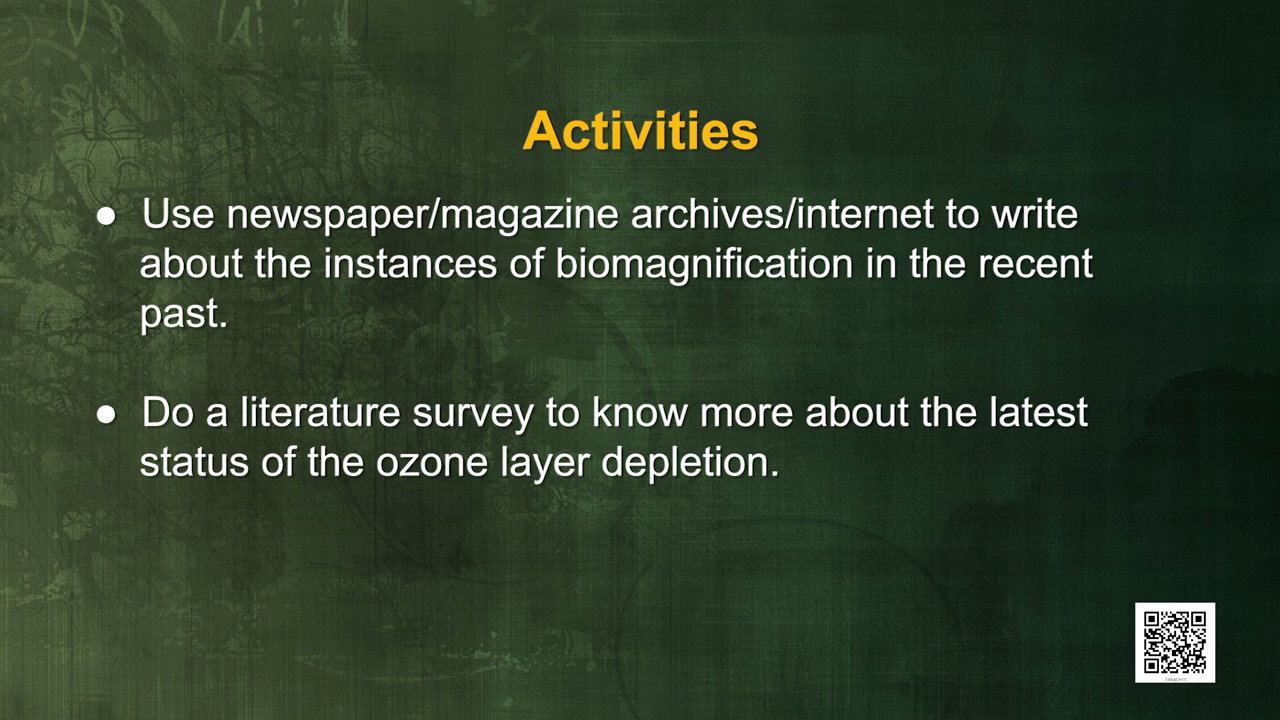 Activities
● Use newspaper/magazine archives/internet to write
about the instances of biomagnification in the recent
past.
● Do a literature survey to know more about the latest
status of the ozone layer depletion.